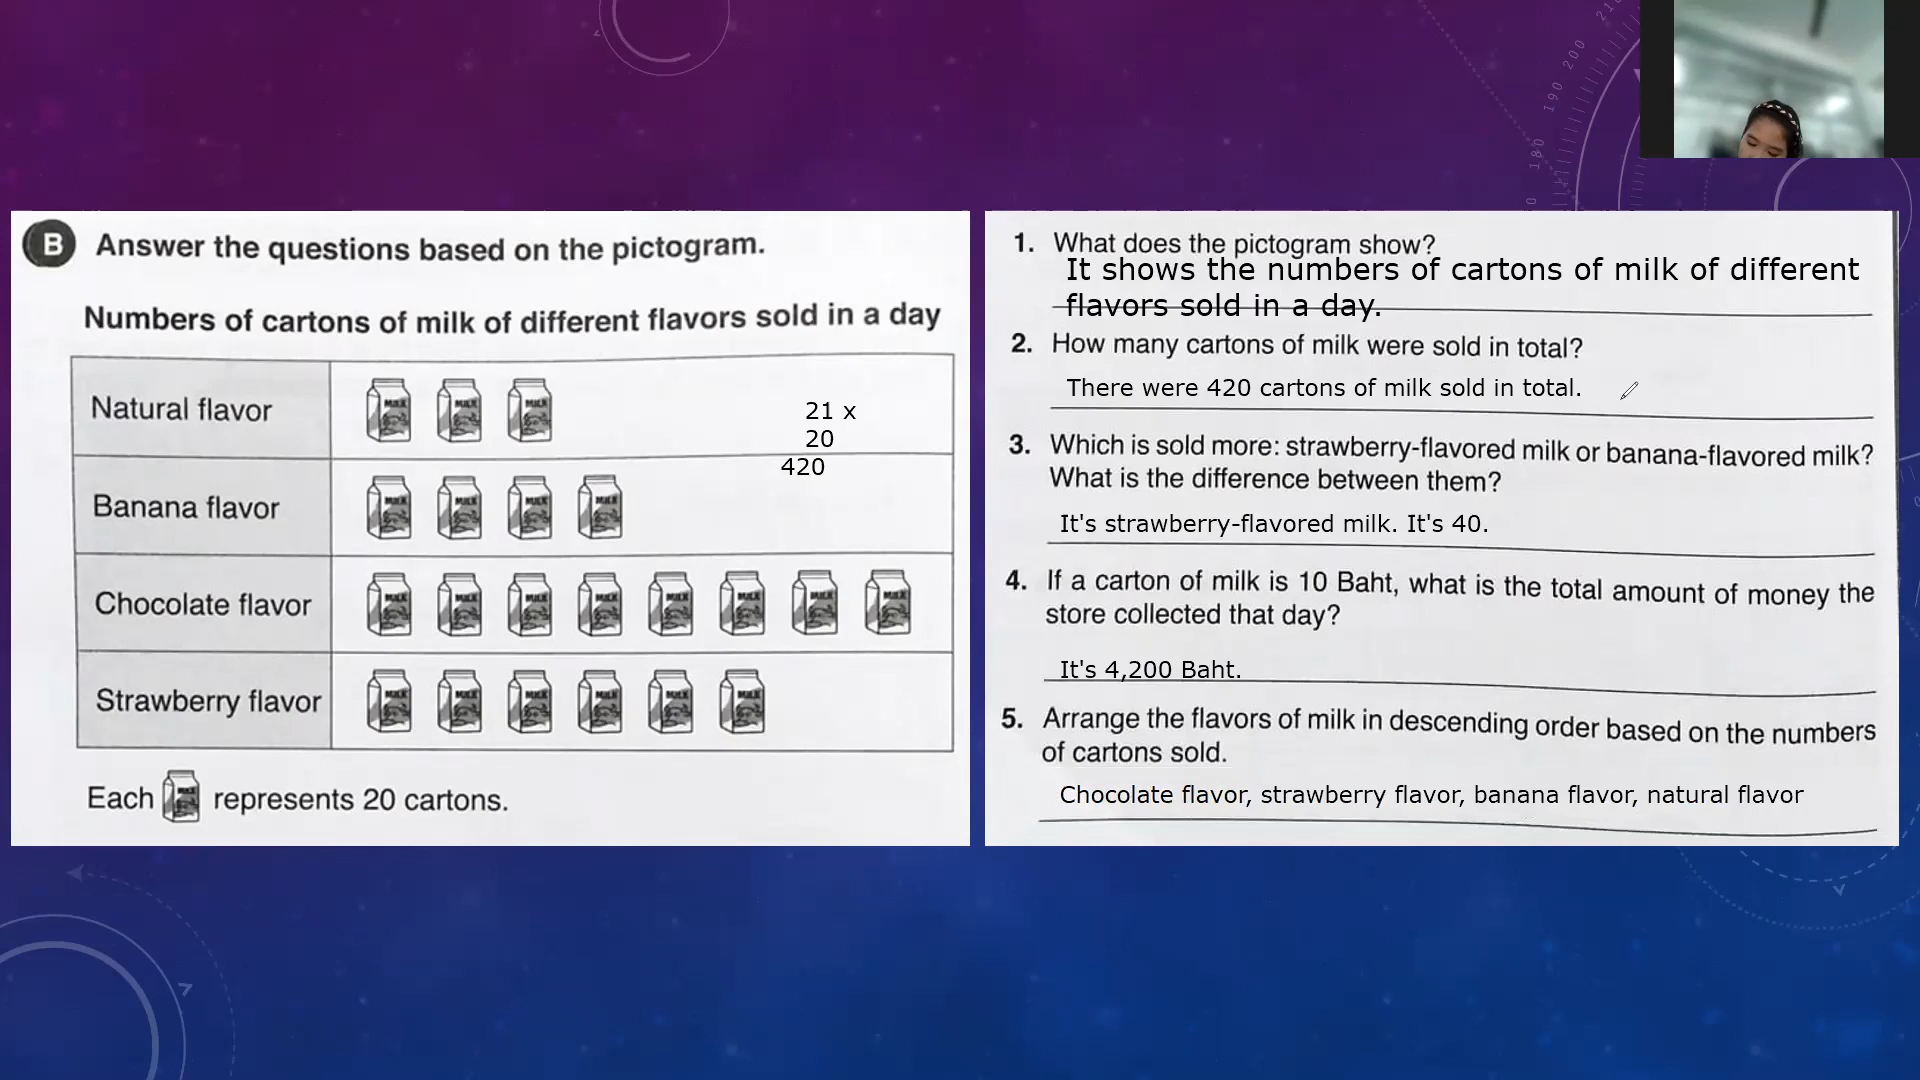 B Answer the questions based on the pictogram.
Numbers of cartons of milk of different flavors sold in a day
Natural flavor
21 x
20
420
Banana flavor
Chocolate flavor
Strawberry flavor
Each represents 20 cartons.
1. What does the pictogram show?
It shows the numbers of cartons of milk of different
flavors sold in a day.
2. How many cartons of milk were sold in total?
There were 420 cartons of milk sold in total.
3. Which is sold more: strawberry-flavored milk or banana-flavored milk?
What is the difference between them?
It's strawberry-flavored milk. It's 40.
4. If a carton of milk is 10 Baht, what is the total amount of money the
store collected that day?
It's 4,200 Baht.
5. Arrange the flavors of milk in descending order based on the numbers
of cartons sold.
Chocolate flavor, strawberry flavor, banana flavor, natural flavor
180
190
200